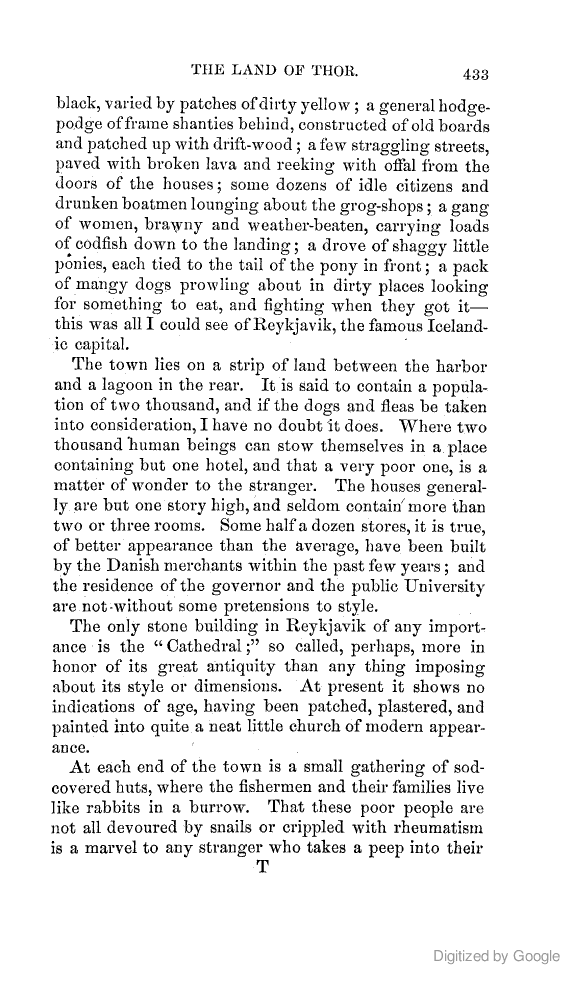 THE LAND OF THOR. 433
black, varied by patches of dirty yellow ; a general hodge-
podge of frame shanties behind, constructed of old boards
and patched up with drift-wood ; a few straggling streets,
paved with broken lava and reeking with offal from the
doors of the houses ; some dozens of idle citizens and
drunken boatmen lounging about the grog-shops ; a gang
of women, brawny and weather-beaten, carrying loads
of codfish down to the landing ; a drove of shaggy little
ponies, each tied to the tail of the pony in front ; a pack
of mangy dogs prowling about in dirty places looking
for something to eat, and fighting when they got it—
this was all I could see of Reykjavik, the famous Iceland-
ic capital.
The town lies on a strip of land between the harbor
and a lagoon in the rear. It is said to contain a popula-
tion of two thousand, and if the dogs and fleas be taken
into consideration, I have no doubt it does. Where two
thousand human beings can stow themselves in a place
containing but one hotel, and that a very poor one, is a
matter of wonder to the stranger. The houses general-
ly are but one story high, and seldom contain more than
two or three rooms. Some half a dozen stores, it is true,
of better appearance than the average, have been built
by the Danish merchants within the past few years ; and
the residence of the governor and the public University
are not without some pretensions to style.
The only stone building in Reykjavik of any import-
ance is the “Cathedral ;” so called, perhaps, more in
honor of its great antiquity than any thing imposing
about its style or dimensions. At present it shows no
indications of age, having been patched, plastered, and
painted into quite a neat little church of modern appear-
ance.
At each end of the town is a small gathering of sod-
covered huts, where the fishermen and their families live
like rabbits in a burrow. That these poor people are
not all devoured by snails or crippled with rheumatism
is a marvel to any stranger who takes a peep into their
T
Digitized by Google